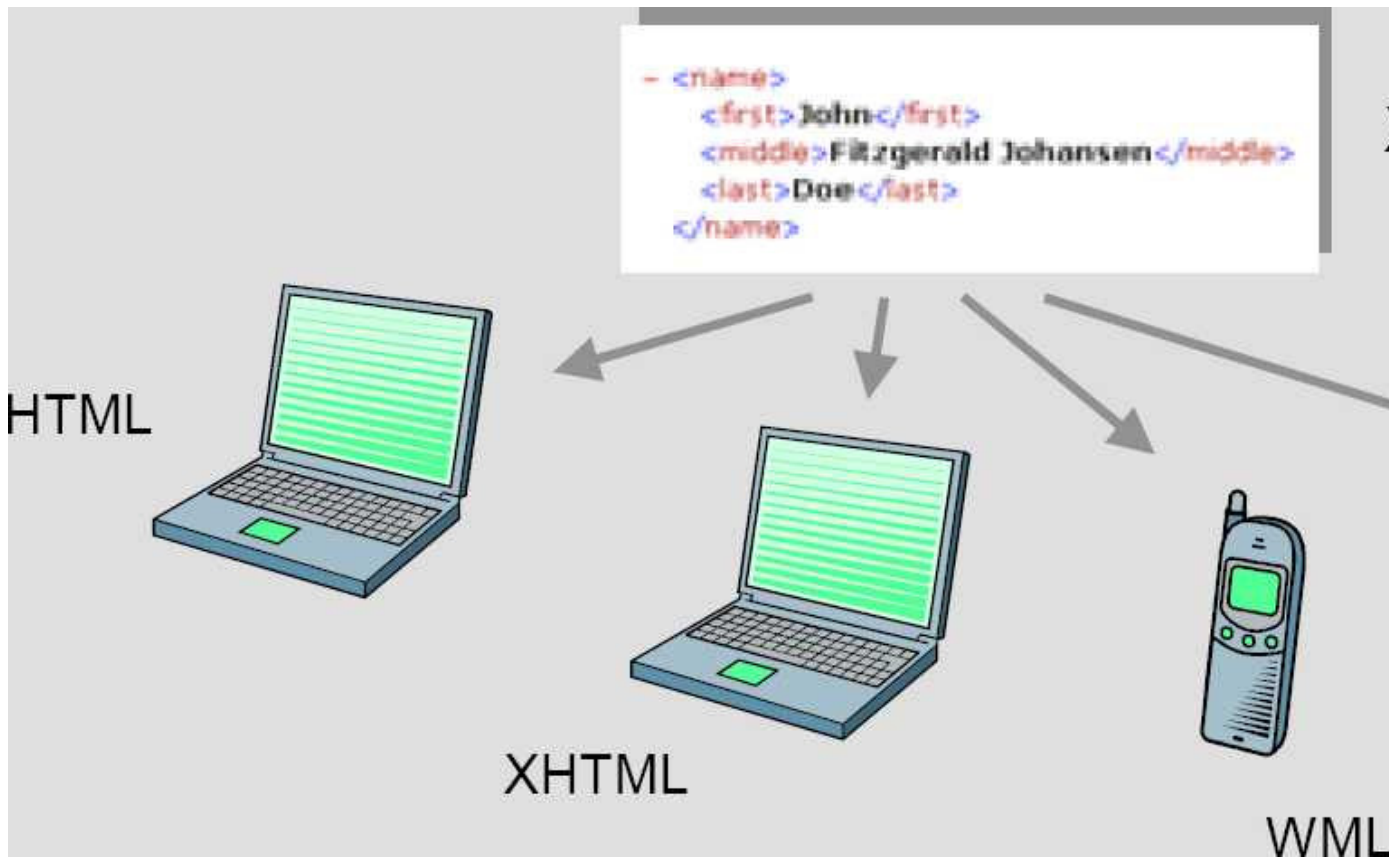 - <name>
<first>John</first>
<middle>Fitzgerald Johansen</middle>
<last>Doe</last>
</name>
HTML
XHTML
WML